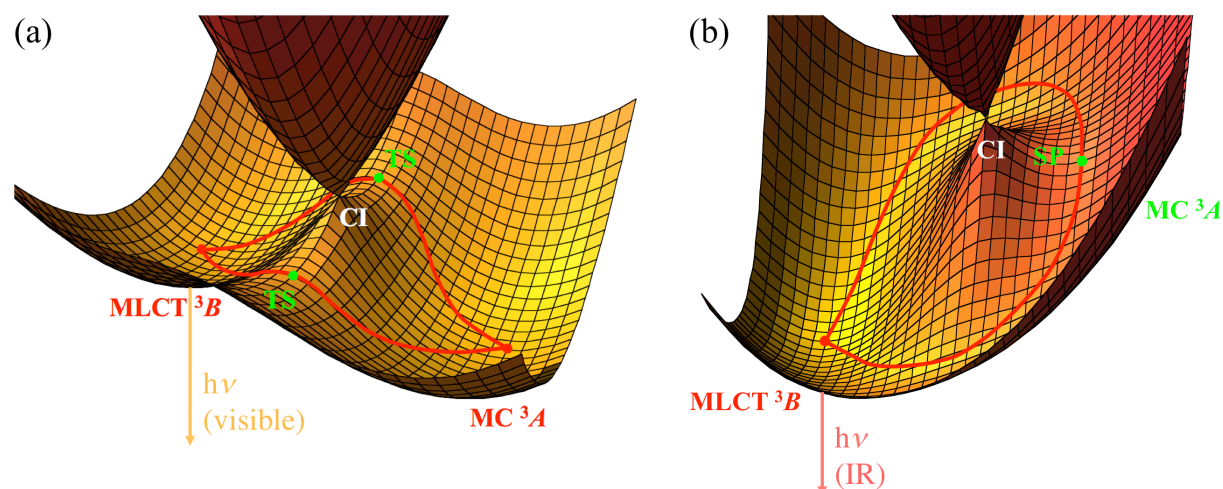 (a)
TS
CI
MLCT ³B
TS
hν
(visible)
MC ³A
(b)
CI
SP
MC ³A
MLCT ³B
hν
(IR)